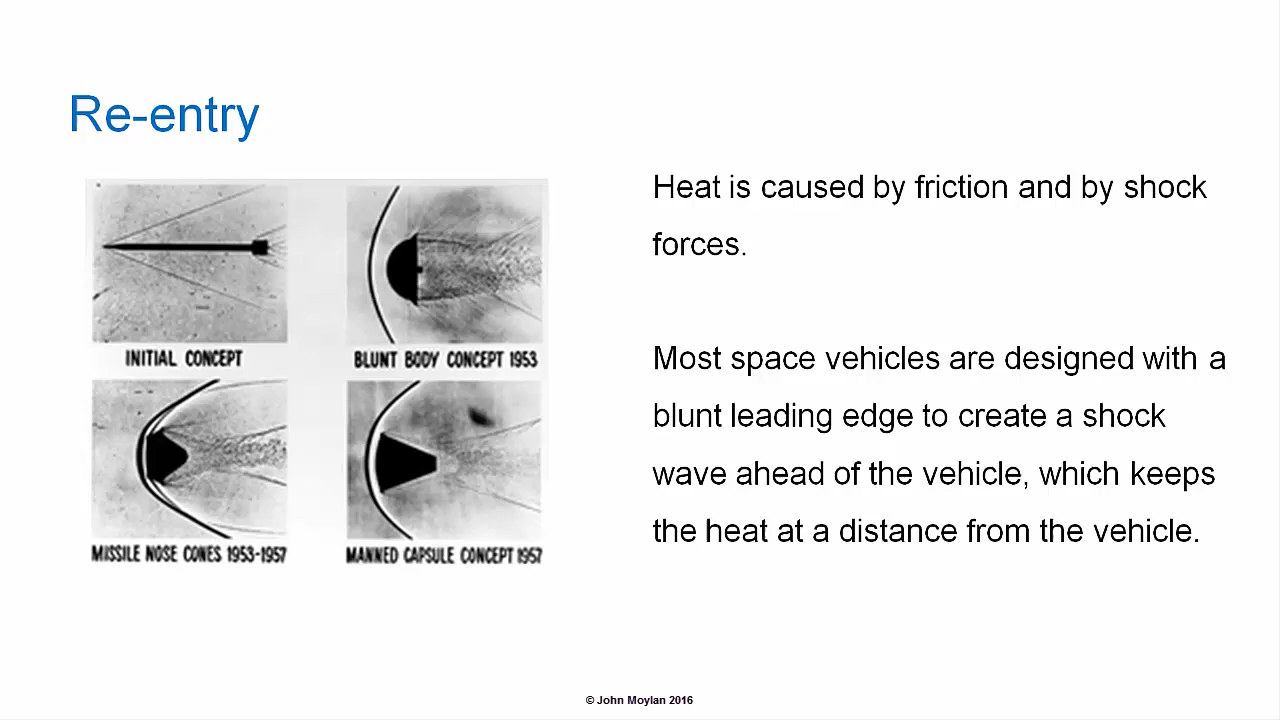 Re-entry
INITIAL CONCEPT
BLUNT BODY CONCEPT 1953
MISSILE NOSE CONES 1953-1957
MANNED CAPSULE CONCEPT 1957
Heat is caused by friction and by shock
forces.
Most space vehicles are designed with a
blunt leading edge to create a shock
wave ahead of the vehicle, which keeps
the heat at a distance from the vehicle.
© John Moylan 2016